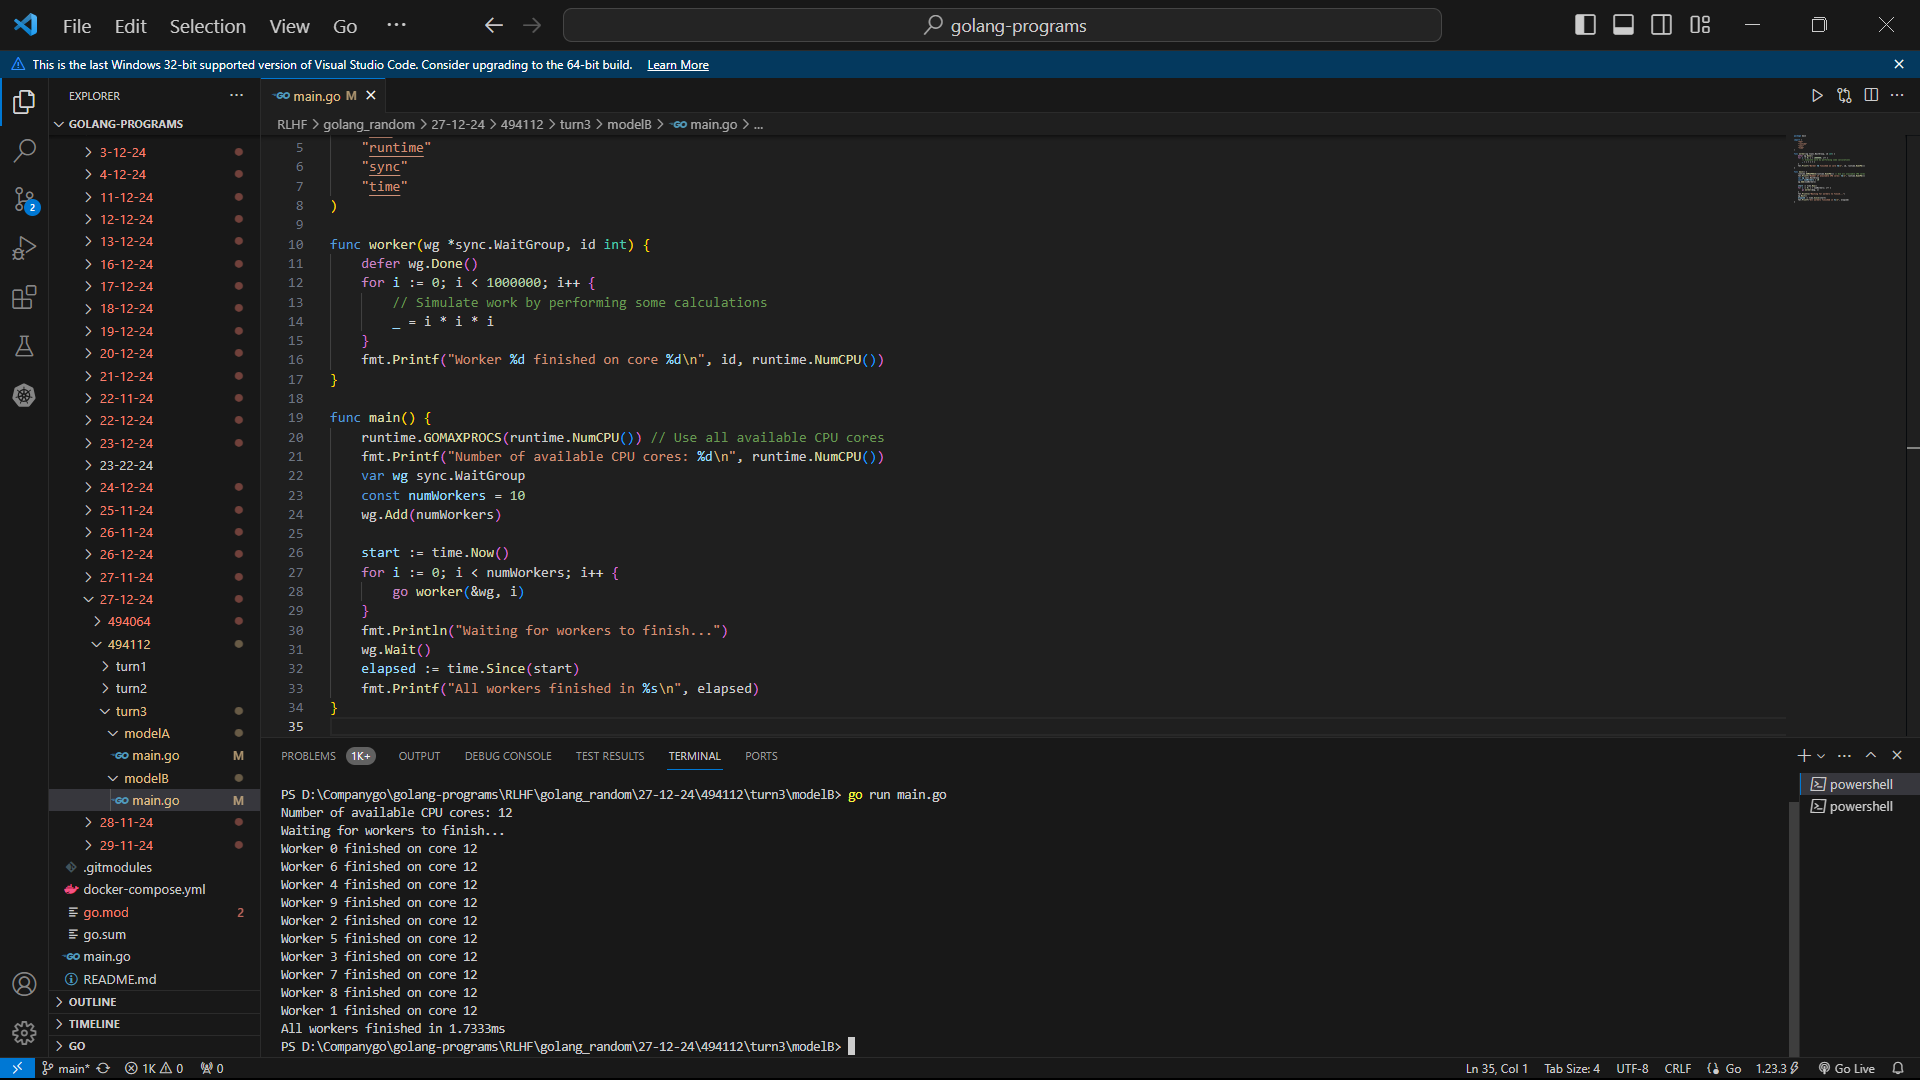 File Edit Selection View Go ··· golang-programs
This is the last Windows 32-bit supported version of Visual Studio Code. Consider upgrading to the 64-bit build. Learn More
EXPLORER ···
main.go M
GOLANG-PROGRAMS
RLHF > golang_random > 27-12-24 > 494112 > turn3 > modelB > main.go > ...
3-12-24
4-12-24
11-12-24
12-12-24
13-12-24
16-12-24
17-12-24
18-12-24
19-12-24
20-12-24
21-12-24
22-11-24
22-12-24
23-12-24
23-22-24
24-12-24
25-11-24
26-11-24
26-12-24
27-11-24
27-12-24
494064
494112
turn1
turn2
turn3
modelA
main.go M
modelB
main.go M
28-11-24
29-11-24
.gitmodules
docker-compose.yml
go.mod 2
go.sum
main.go
README.md
OUTLINE
TIMELINE
GO
2
5 "runtime"
6 "sync"
7 "time"
8 )
9
10 func worker(wg *sync.WaitGroup, id int) {
11 defer wg.Done()
12 for i := 0; i < 1000000; i++ {
13 // Simulate work by performing some calculations
14 _ = i * i * i
15 }
16 fmt.Printf("Worker %d finished on core %d\n", id, runtime.NumCPU())
17 }
18
19 func main() {
20 runtime.GOMAXPROCS(runtime.NumCPU()) // Use all available CPU cores
21 fmt.Printf("Number of available CPU cores: %d\n", runtime.NumCPU())
22 var wg sync.WaitGroup
23 const numWorkers = 10
24 wg.Add(numWorkers)
25
26 start := time.Now()
27 for i := 0; i < numWorkers; i++ {
28 go worker(&wg, i)
29 }
30 fmt.Println("Waiting for workers to finish...")
31 wg.Wait()
32 elapsed := time.Since(start)
33 fmt.Printf("All workers finished in %s\n", elapsed)
34 }
35
PROBLEMS 1K+ OUTPUT DEBUG CONSOLE TEST RESULTS TERMINAL PORTS
PS D:\Companygo\golang-programs\RLHF\golang_random\27-12-24\494112\turn3\modelB> go run main.go
Number of available CPU cores: 12
Waiting for workers to finish...
Worker 0 finished on core 12
Worker 6 finished on core 12
Worker 4 finished on core 12
Worker 9 finished on core 12
Worker 2 finished on core 12
Worker 5 finished on core 12
Worker 3 finished on core 12
Worker 7 finished on core 12
Worker 8 finished on core 12
Worker 1 finished on core 12
All workers finished in 1.7333ms
PS D:\Companygo\golang-programs\RLHF\golang_random\27-12-24\494112\turn3\modelB>
powershell
powershell
main* 1K 0 0 Ln 35, Col 1 Tab Size: 4 UTF-8 CRLF Go 1.23.3 Go Live